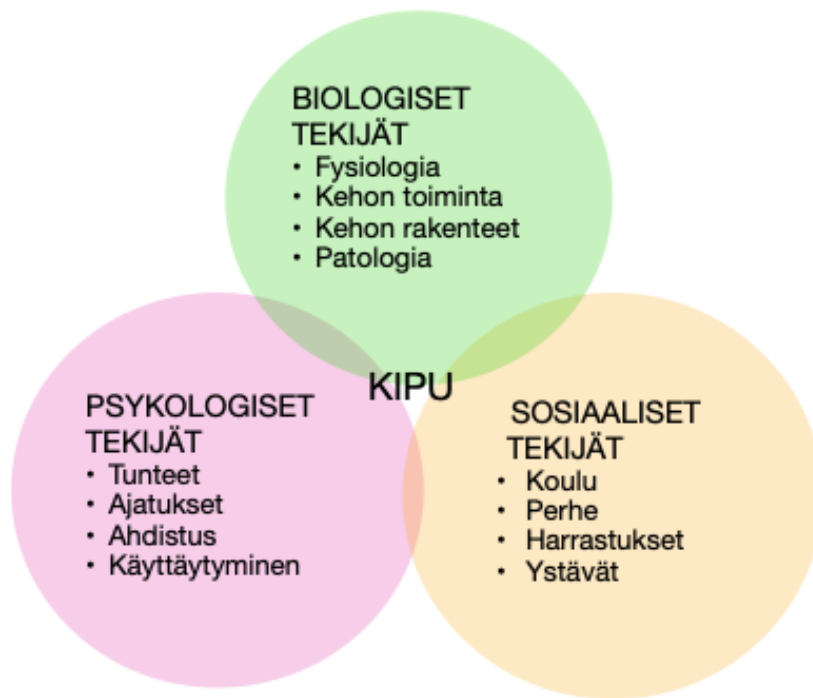 BIOLOGISET
TEKIJÄT
• Fysiologia
• Kehon toiminta
• Kehon rakenteet
• Patologia
KIPU
PSYKOLOGISET
TEKIJÄT
• Tunteet
• Ajatukset
• Ahdistus
• Käyttäytyminen
SOSIAALISET
TEKIJÄT
• Koulu
• Perhe
• Harrastukset
• Ystävät